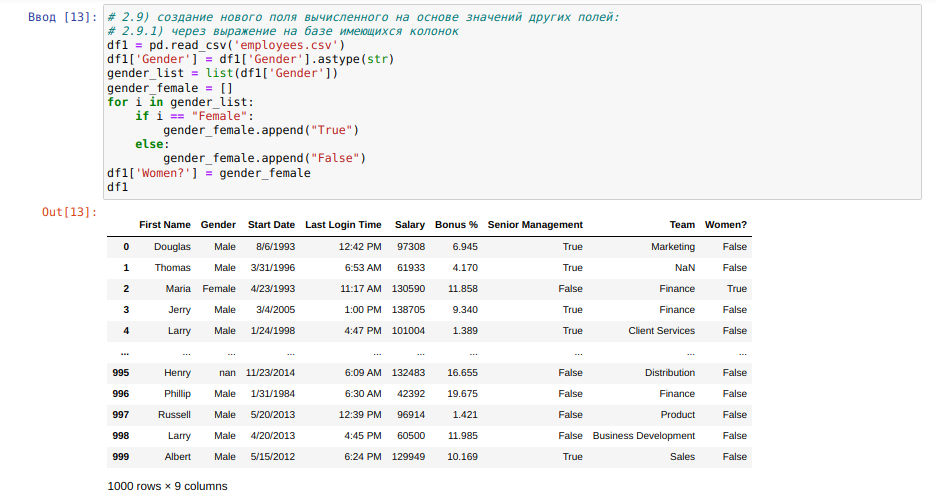 Ввод [13]:
# 2.9) создание нового поля вычисленного на основе значений других полей:
# 2.9.1) через выражение на базе имеющихся колонок
df1 = pd.read_csv('employees.csv')
df1['Gender'] = df1['Gender'].astype(str)
gender_list = list(df1['Gender'])
gender_female = []
for i in gender_list:
    if i == "Female":
        gender_female.append("True")
    else:
        gender_female.append("False")
df1['Women?'] = gender_female
df1
Out[13]:
First Name Gender Start Date Last Login Time Salary Bonus % Senior Management Team Women?
0 Douglas Male 8/6/1993 12:42 PM 97308 6.945 True Marketing False
1 Thomas Male 3/31/1996 6:53 AM 61933 4.170 True NaN False
2 Maria Female 4/23/1993 11:17 AM 130590 11.858 False Finance True
3 Jerry Male 3/4/2005 1:00 PM 138705 9.340 True Finance False
4 Larry Male 1/24/1998 4:47 PM 101004 1.389 True Client Services False
... ... ... ... ... ... ... ... ... ...
995 Henry nan 11/23/2014 6:09 AM 132483 16.655 False Distribution False
996 Phillip Male 1/31/1984 6:30 AM 42392 19.675 False Finance False
997 Russell Male 5/20/2013 12:39 PM 96914 1.421 False Product False
998 Larry Male 4/20/2013 4:45 PM 60500 11.985 False Business Development False
999 Albert Male 5/15/2012 6:24 PM 129949 10.169 True Sales False
1000 rows × 9 columns